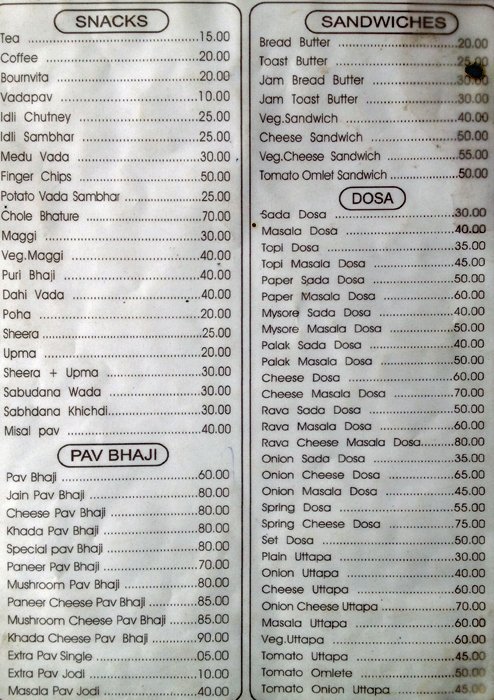 SNACKS
Tea 15.00
Coffee 20.00
Bournvita 20.00
Vadapav 10.00
Idli Chutney 25.00
Idli Sambhar 25.00
Medu Vada 30.00
Finger Chips 50.00
Potato Vada Sambhar 25.00
Chole Bhature 70.00
Maggi 30.00
Veg.Maggi 40.00
Puri Bhaji 40.00
Dahi Vada 40.00
Poha 20.00
Sheera 25.00
Upma 20.00
Sheera + Upma 30.00
Sabudana Wada 30.00
Sabhdana Khichdi 30.00
Misal pav 40.00
PAV BHAJI
Pav Bhaji 60.00
Jain Pav Bhaji 80.00
Cheese Pav Bhaji 80.00
Khada Pav Bhaji 80.00
Special pav Bhaji 80.00
Paneer Pav Bhaji 70.00
Mushroom Pav Bhaji 80.00
Paneer Cheese Pav Bhaji 85.00
Mushroom Cheese Pav Bhaji 85.00
Khada Cheese Pav Bhaji 90.00
Extra Pav Single 05.00
Extra Pav Jodi 10.00
Masala Pav Jodi 40.00
SANDWICHES
Bread Butter 20.00
Toast Butter 25.00
Jam Bread Butter 30.00
Jam Toast Butter 30.00
Veg.Sandwich 40.00
Cheese Sandwich 50.00
Veg.Cheese Sandwich 55.00
Tomato Omlet Sandwich 50.00
DOSA
Sada Dosa 30.00
Masala Dosa 40.00
Topi Dosa 35.00
Topi Masala Dosa 45.00
Paper Sada Dosa 50.00
Paper Masala Dosa 60.00
Mysore Sada Dosa 40.00
Mysore Masala Dosa 50.00
Palak Sada Dosa 40.00
Palak Masala Dosa 50.00
Cheese Dosa 60.00
Cheese Masala Dosa 70.00
Rava Sada Dosa 50.00
Rava Masala Dosa 60.00
Rava Cheese Masala Dosa 80.00
Onion Sada Dosa 35.00
Onion Cheese Dosa 65.00
Onion Masala Dosa 45.00
Spring Dosa 55.00
Spring Cheese Dosa 75.00
Set Dosa 50.00
Plain Uttapa 30.00
Onion Uttapa 40.00
Cheese Uttapa 60.00
Onion Cheese Uttapa 70.00
Masala Uttapa 60.00
Veg.Uttapa 60.00
Tomato Uttapa 45.00
Tomato Omlete 50.00
Tomato Onion Uttapa 45.00